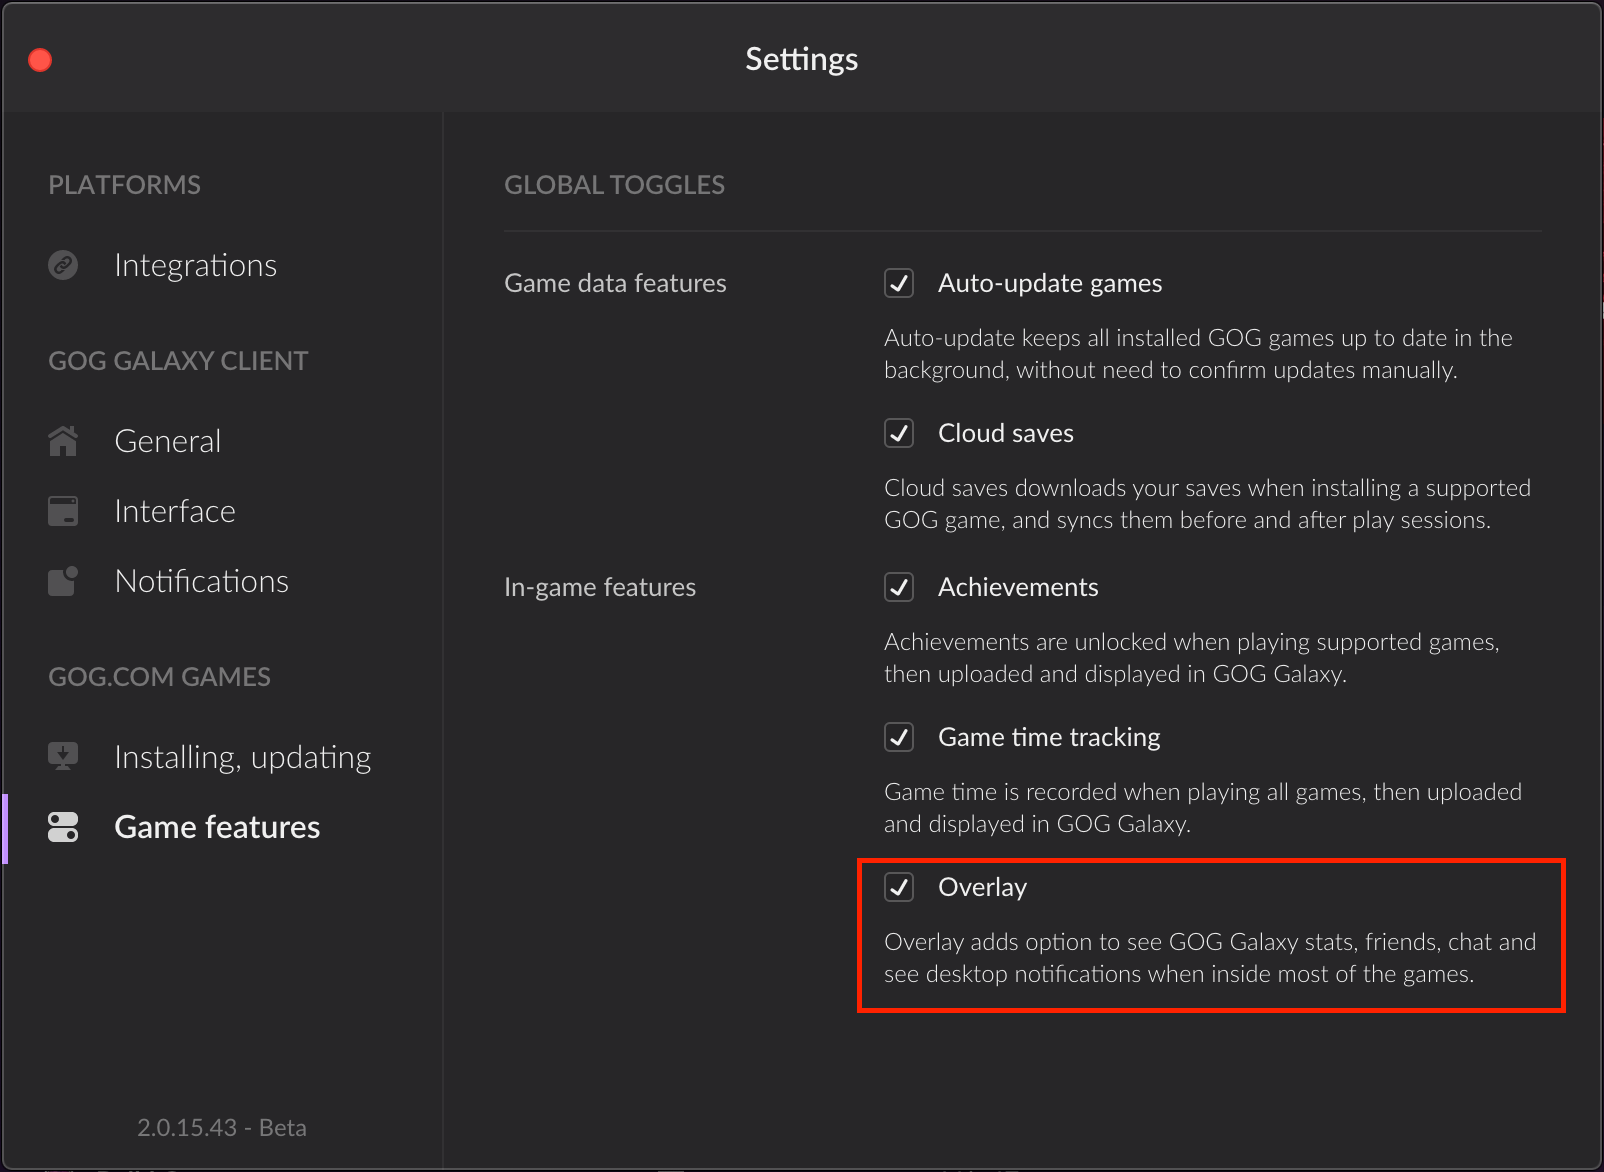 Settings
PLATFORMS
Integrations
GOG GALAXY CLIENT
General
Interface
Notifications
GOG.COM GAMES
Installing, updating
Game features
2.0.15.43 - Beta
GLOBAL TOGGLES
Game data features
Auto-update games
Auto-update keeps all installed GOG games up to date in the
background, without need to confirm updates manually.
Cloud saves
Cloud saves downloads your saves when installing a supported
GOG game, and syncs them before and after play sessions.
In-game features
Achievements
Achievements are unlocked when playing supported games,
then uploaded and displayed in GOG Galaxy.
Game time tracking
Game time is recorded when playing all games, then uploaded
and displayed in GOG Galaxy.
Overlay
Overlay adds option to see GOG Galaxy stats, friends, chat and
see desktop notifications when inside most of the games.